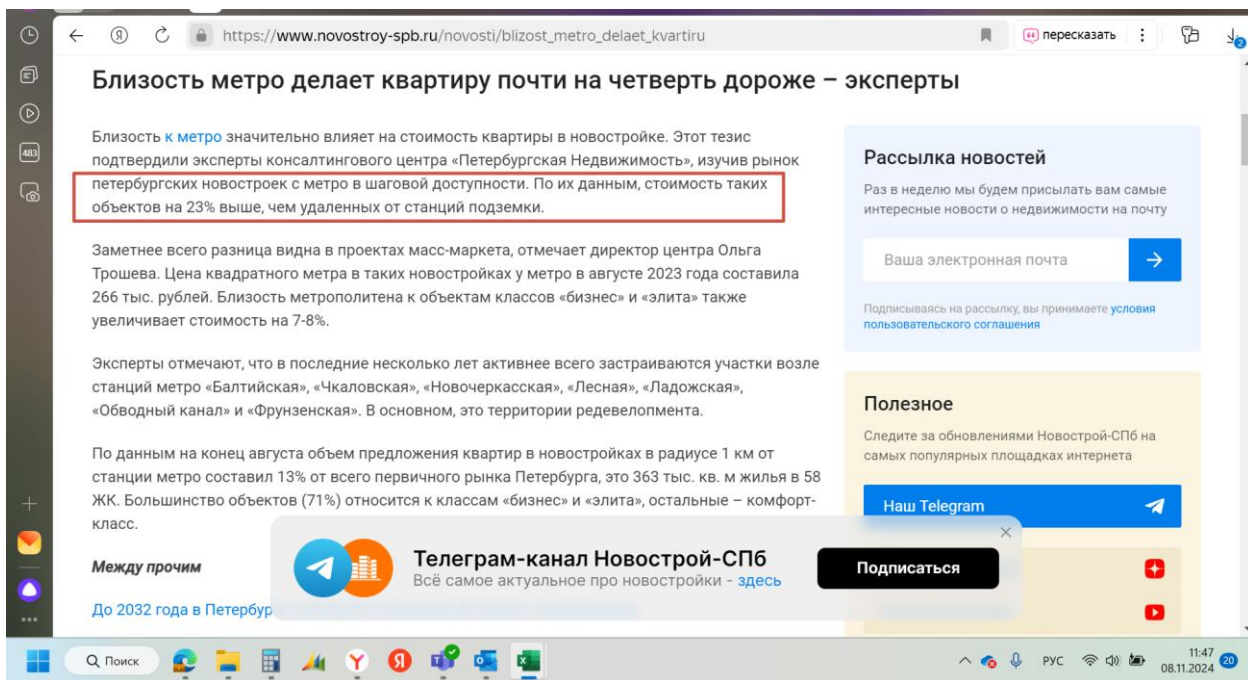 https://www.novostroy-spb.ru/novosti/blizost_metro_delaet_kvartiru
пересказать
2
483
Близость метро делает квартиру почти на четверть дороже – эксперты
Близость к метро значительно влияет на стоимость квартиры в новостройке. Этот тезис
подтвердили эксперты консалтингового центра «Петербургская Недвижимость», изучив рынок
петербургских новостроек с метро в шаговой доступности. По их данным, стоимость таких
объектов на 23% выше, чем удаленных от станций подземки.
Заметнее всего разница видна в проектах масс-маркета, отмечает директор центра Ольга
Трошева. Цена квадратного метра в таких новостройках у метро в августе 2023 года составила
266 тыс. рублей. Близость метрополитена к объектам классов «бизнес» и «элита» также
увеличивает стоимость на 7-8%.
Эксперты отмечают, что в последние несколько лет активнее всего застраиваются участки возле
станций метро «Балтийская», «Чкаловская», «Новочеркасская», «Лесная», «Ладожская»,
«Обводный канал» и «Фрунзенская». В основном, это территории редевелопмента.
По данным на конец августа объем предложения квартир в новостройках в радиусе 1 км от
станции метро составил 13% от всего первичного рынка Петербурга, это 363 тыс. кв. м жилья в 58
ЖК. Большинство объектов (71%) относится к классам «бизнес» и «элита», остальные – комфорт-
класс.
Между прочим
До 2032 года в Петербур
Рассылка новостей
Раз в неделю мы будем присылать вам самые
интересные новости о недвижимости на почту
Ваша электронная почта
Подписываясь на рассылку, вы принимаете условия
пользовательского соглашения
Полезное
Следите за обновлениями Новострой-СПб на
самых популярных площадках интернета
Наш Telegram
Телеграм-канал Новострой-СПб
Всё самое актуальное про новостройки - здесь
Подписаться
Поиск
РУС
11:47
08.11.2024
20